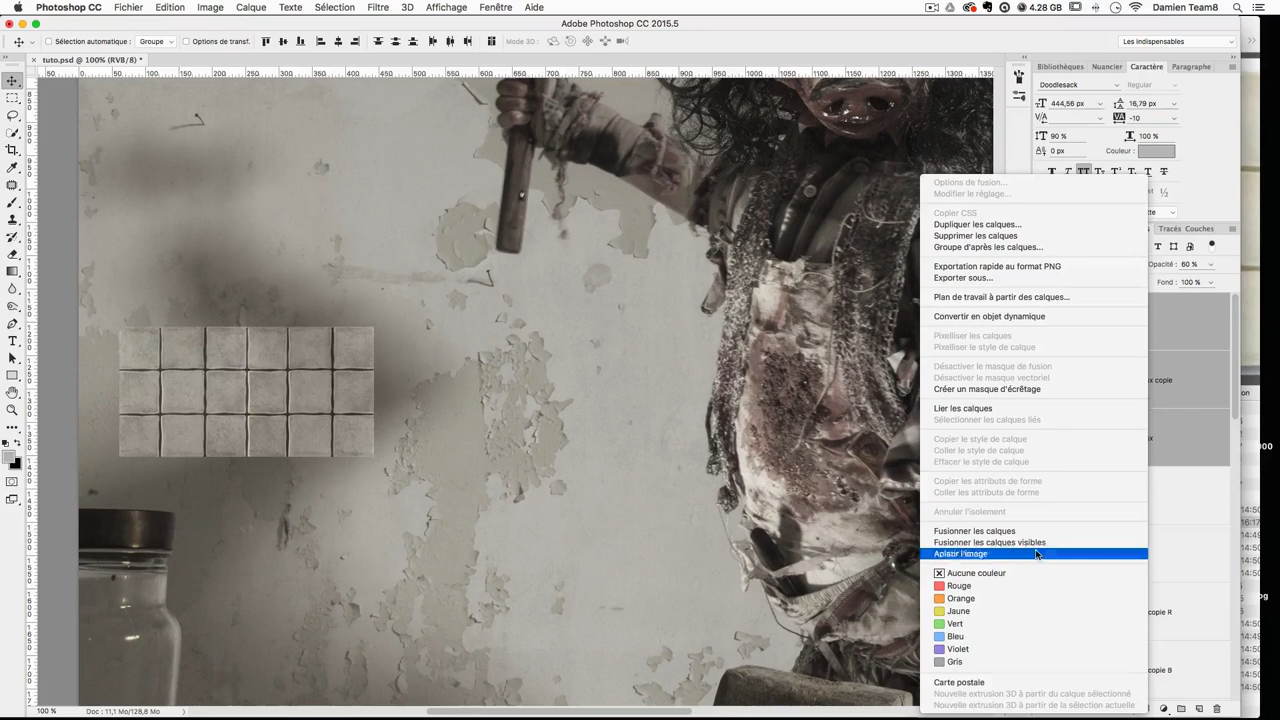 Photoshop CC Fichier Edition Image Calque Texte Sélection Filtre 3D Affichage Fenêtre Aide 4.28 GB Damien Team8
Adobe Photoshop CC 2015.5
Sélection automatique : Groupe Options de transf. Mode 3D : Les indispensables
tuto.psd @ 100% (RVB/8) *
Bibliothèques Nuancier Caractère Paragraphe
Doodlesack Regular
444,56 px 16,79 px
V/A VA -10
90 % 100 %
0 px Couleur :
Options de fusion...
Modifier le réglage...
Copier CSS
Dupliquer les calques...
Supprimer les calques
Groupe d'après les calques...
Exportation rapide au format PNG
Exporter sous...
Plan de travail à partir des calques...
Convertir en objet dynamique
Pixelliser les calques
Pixelliser le style de calque
Désactiver le masque de fusion
Désactiver le masque vectoriel
Créer un masque d'écrêtage
Lier les calques
Sélectionner les calques liés
Copier le style de calque
Coller le style de calque
Effacer le style de calque
Copier les attributs de forme
Coller les attributs de forme
Annuler l'isolement
Fusionner les calques
Fusionner les calques visibles
Aplatir l'image
Aucune couleur
Rouge
Orange
Jaune
Vert
Bleu
Violet
Gris
Carte postale
Nouvelle extrusion 3D à partir du calque sélectionné
Nouvelle extrusion 3D à partir de la sélection actuelle
Tracés Couches
Opacité : 60 %
Fond : 100 %
copie
copie R
copie B
100 % Doc : 11,1 Mo/128,8 Mo